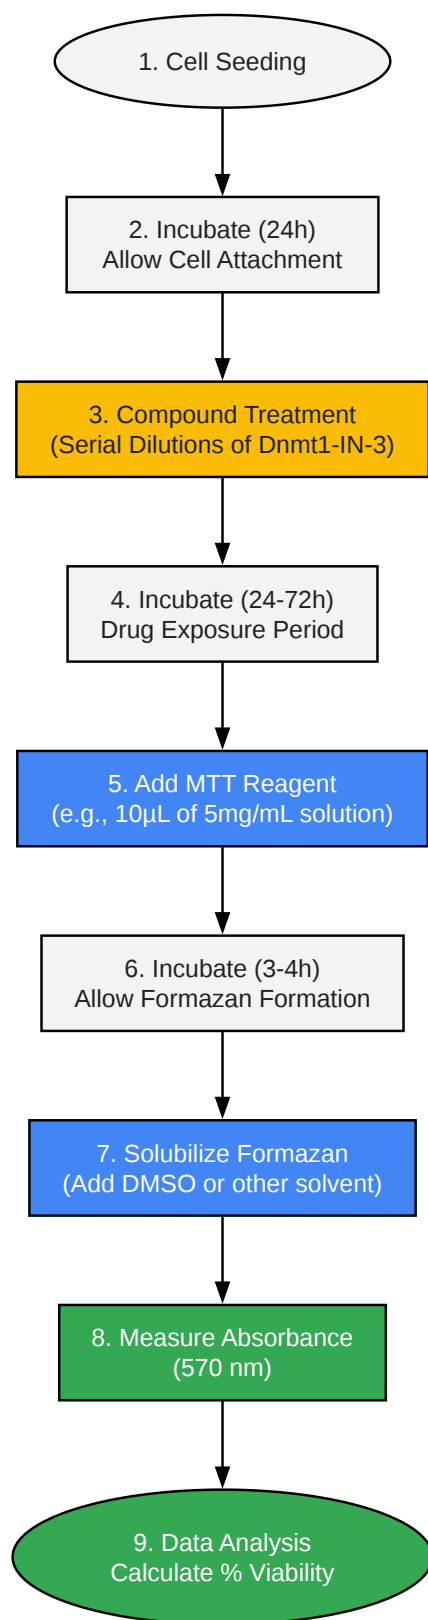 1. Cell Seeding
2. Incubate (24h)
Allow Cell Attachment
3. Compound Treatment
(Serial Dilutions of Dnmt1-IN-3)
4. Incubate (24-72h)
Drug Exposure Period
5. Add MTT Reagent
(e.g., 10µL of 5mg/mL solution)
6. Incubate (3-4h)
Allow Formazan Formation
7. Solubilize Formazan
(Add DMSO or other solvent)
8. Measure Absorbance
(570 nm)
9. Data Analysis
Calculate % Viability